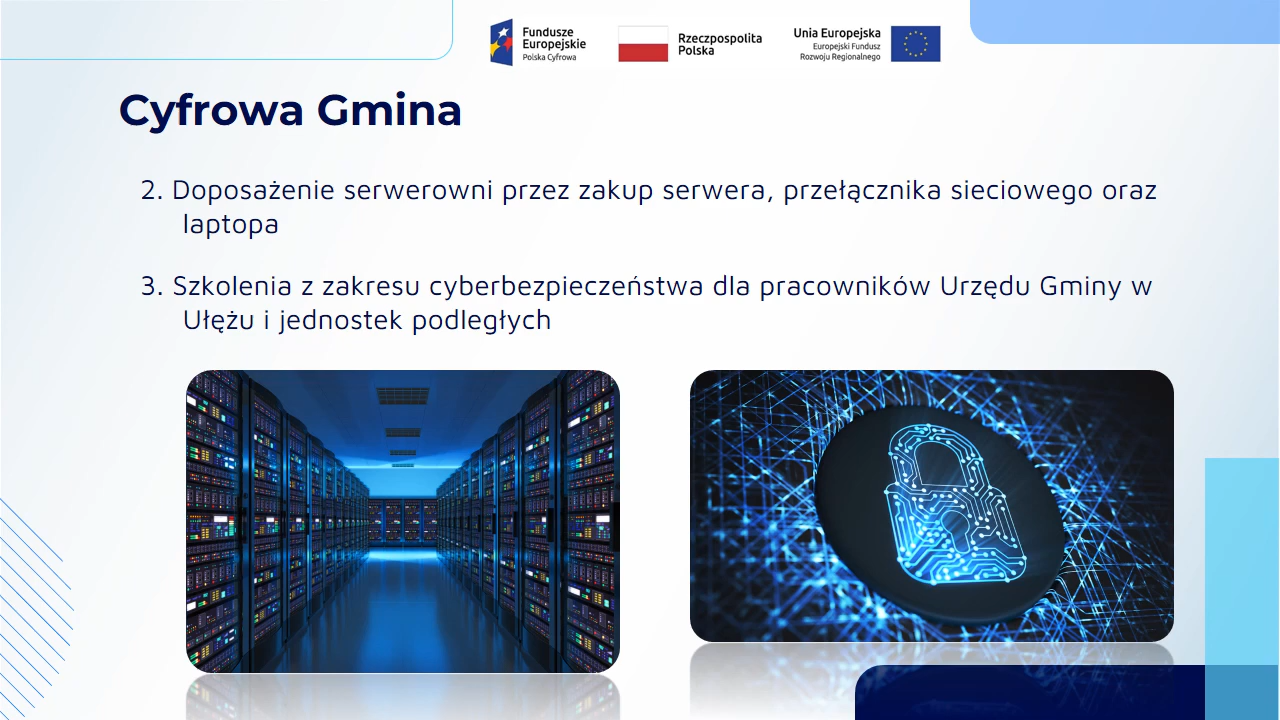 Fundusze
Europejskie
Polska Cyfrowa
Rzeczpospolita
Polska
Unia Europejska
Europejski Fundusz
Rozwoju Regionalnego
Cyfrowa Gmina
2. Doposażenie serwerowni przez zakup serwera, przełącznika sieciowego oraz
laptopa
3. Szkolenia z zakresu cyberbezpieczeństwa dla pracowników Urzędu Gminy w
Ułężu i jednostek podległych